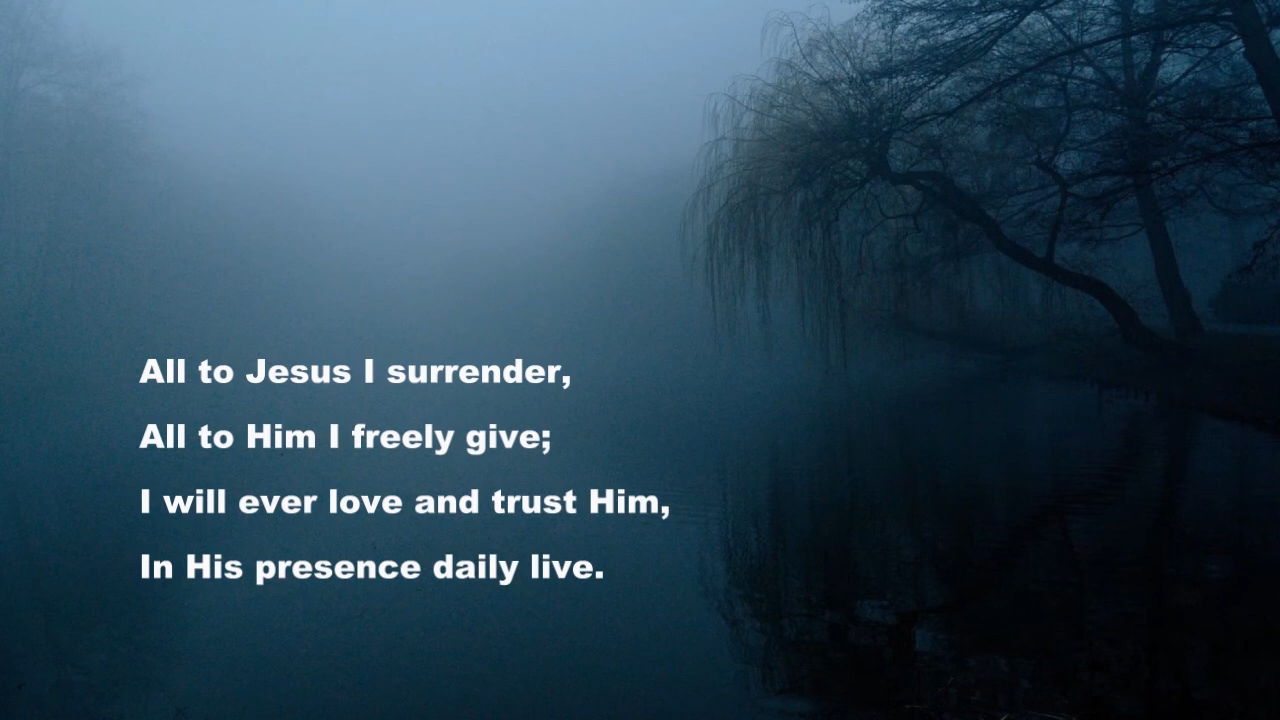 All to Jesus I surrender,
All to Him I freely give;
I will ever love and trust Him,
In His presence daily live.